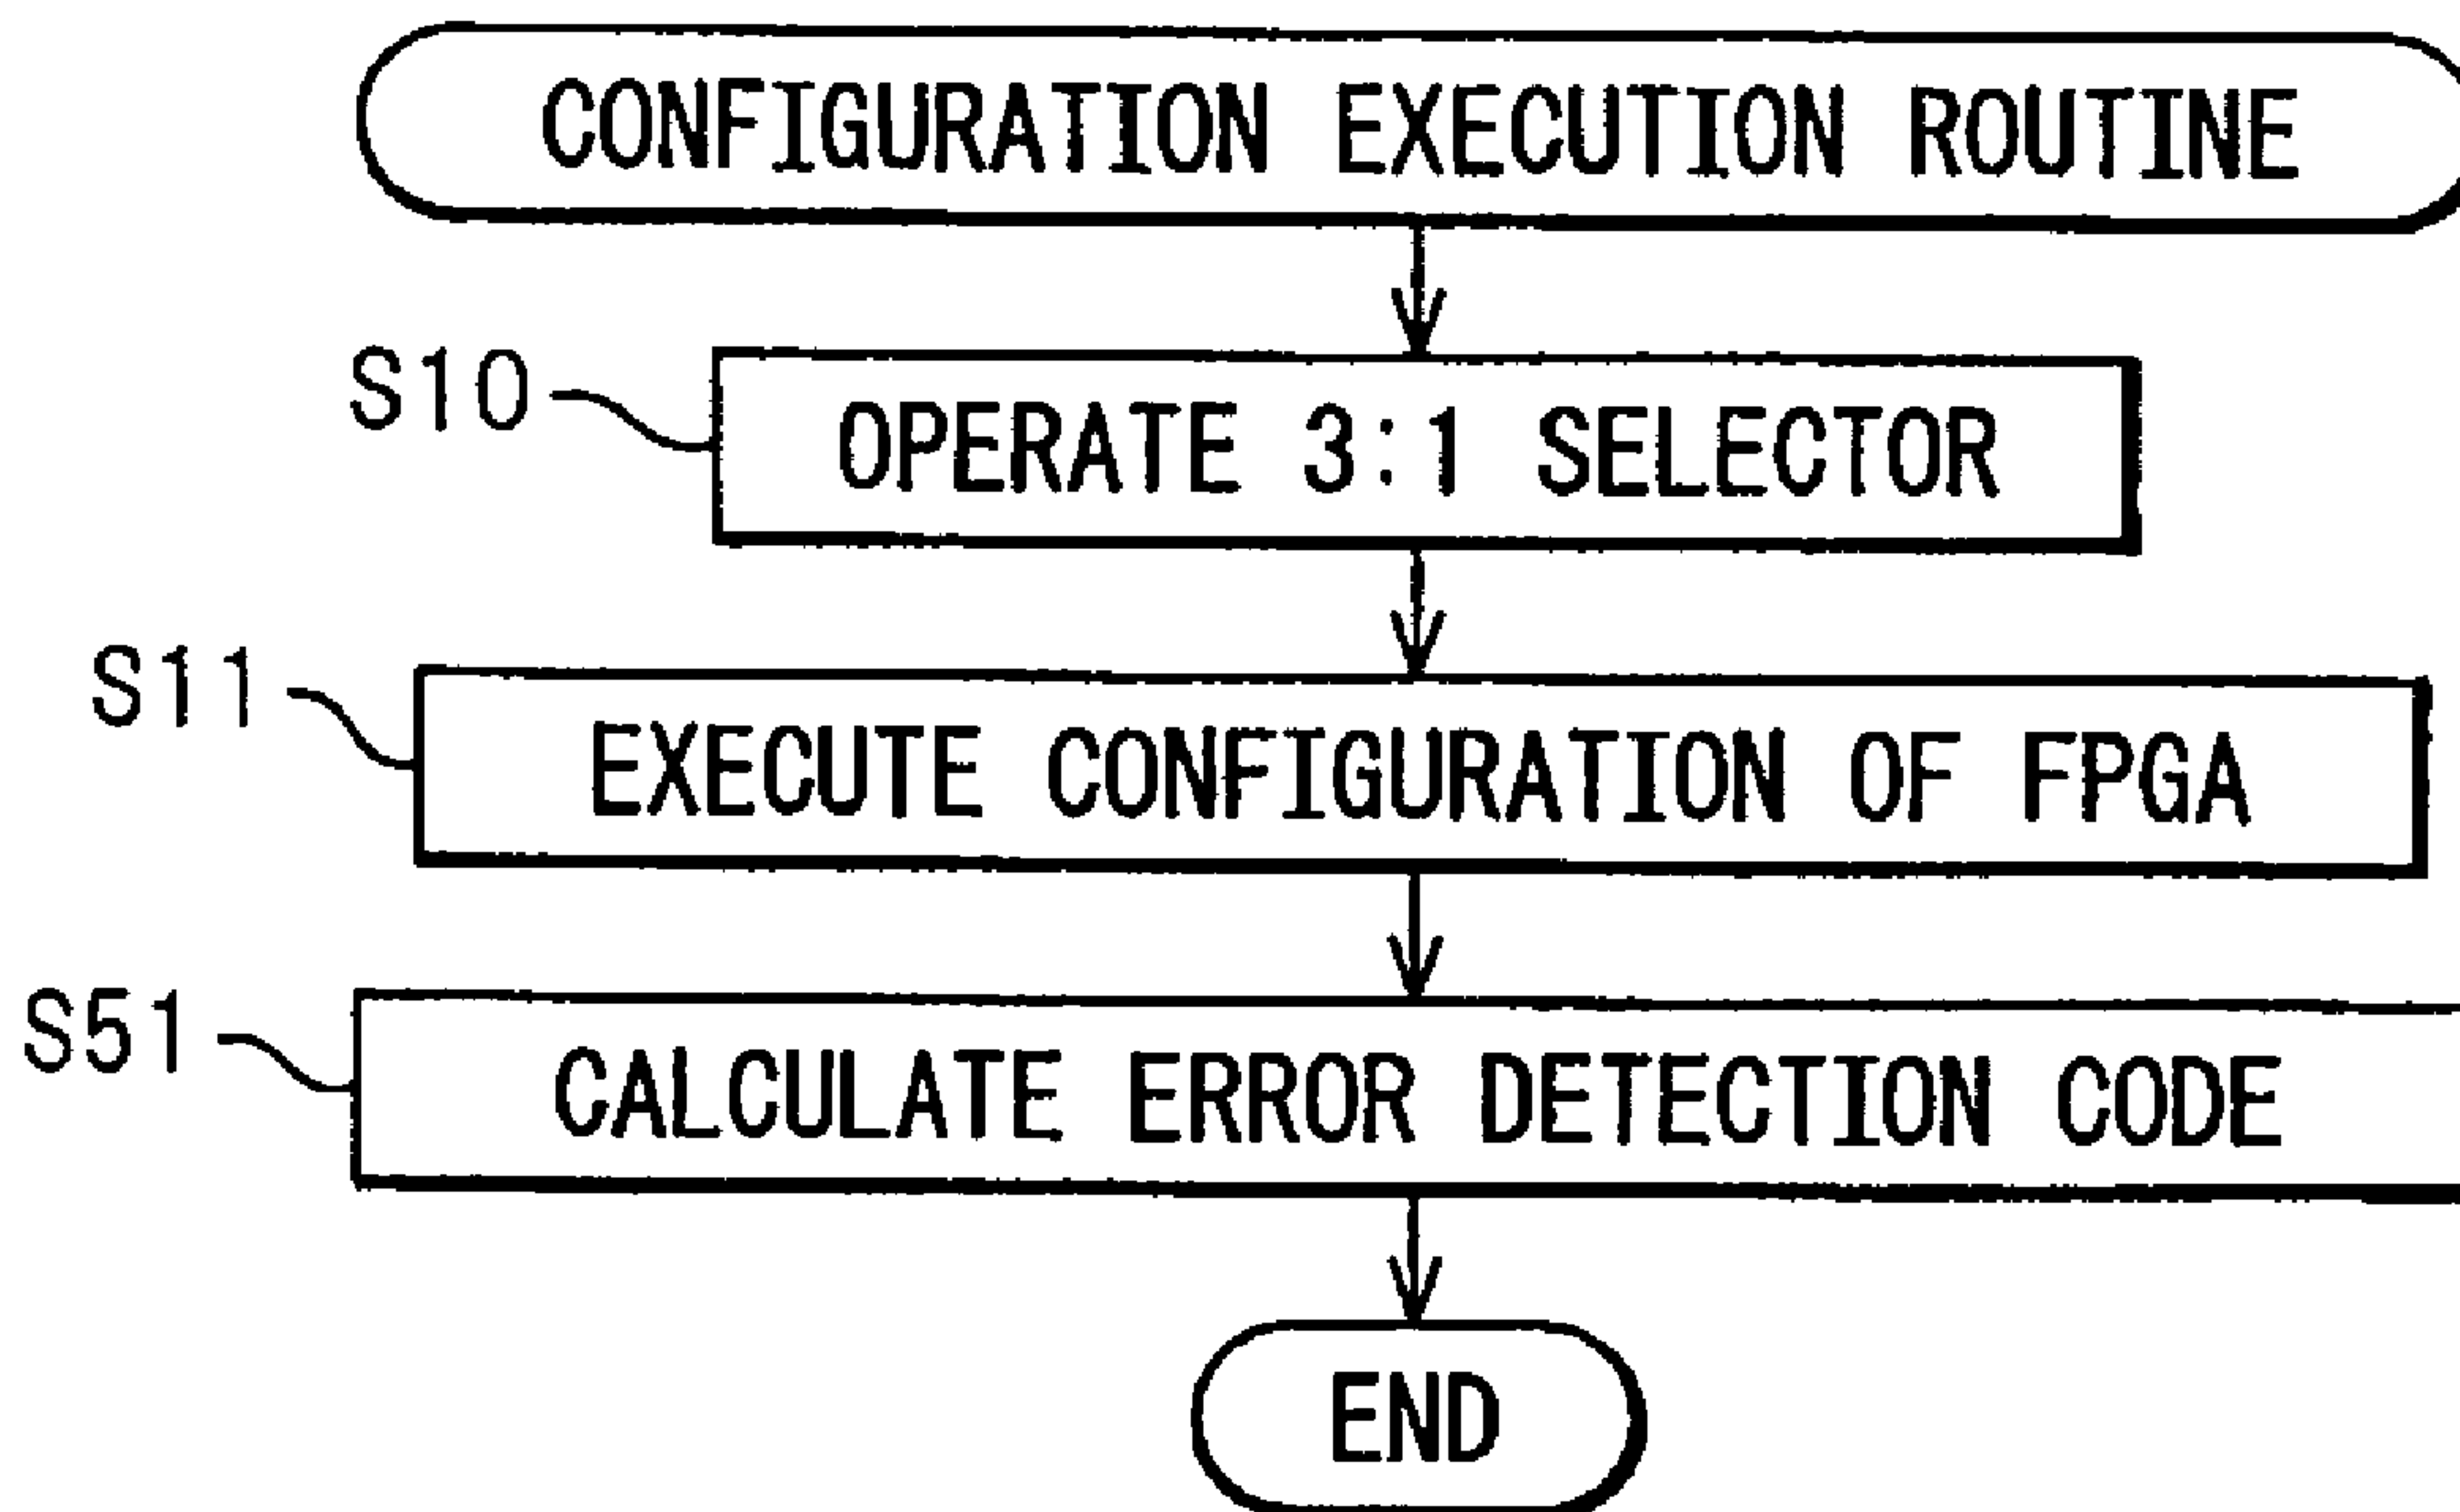 CONFIGURATION EXECUTION ROUTINE
S10
OPERATE 3:1 SELECTOR
S11
EXECUTE CONFIGURATION OF FPGA
S51
CALCULATE ERROR DETECTION CODE
END